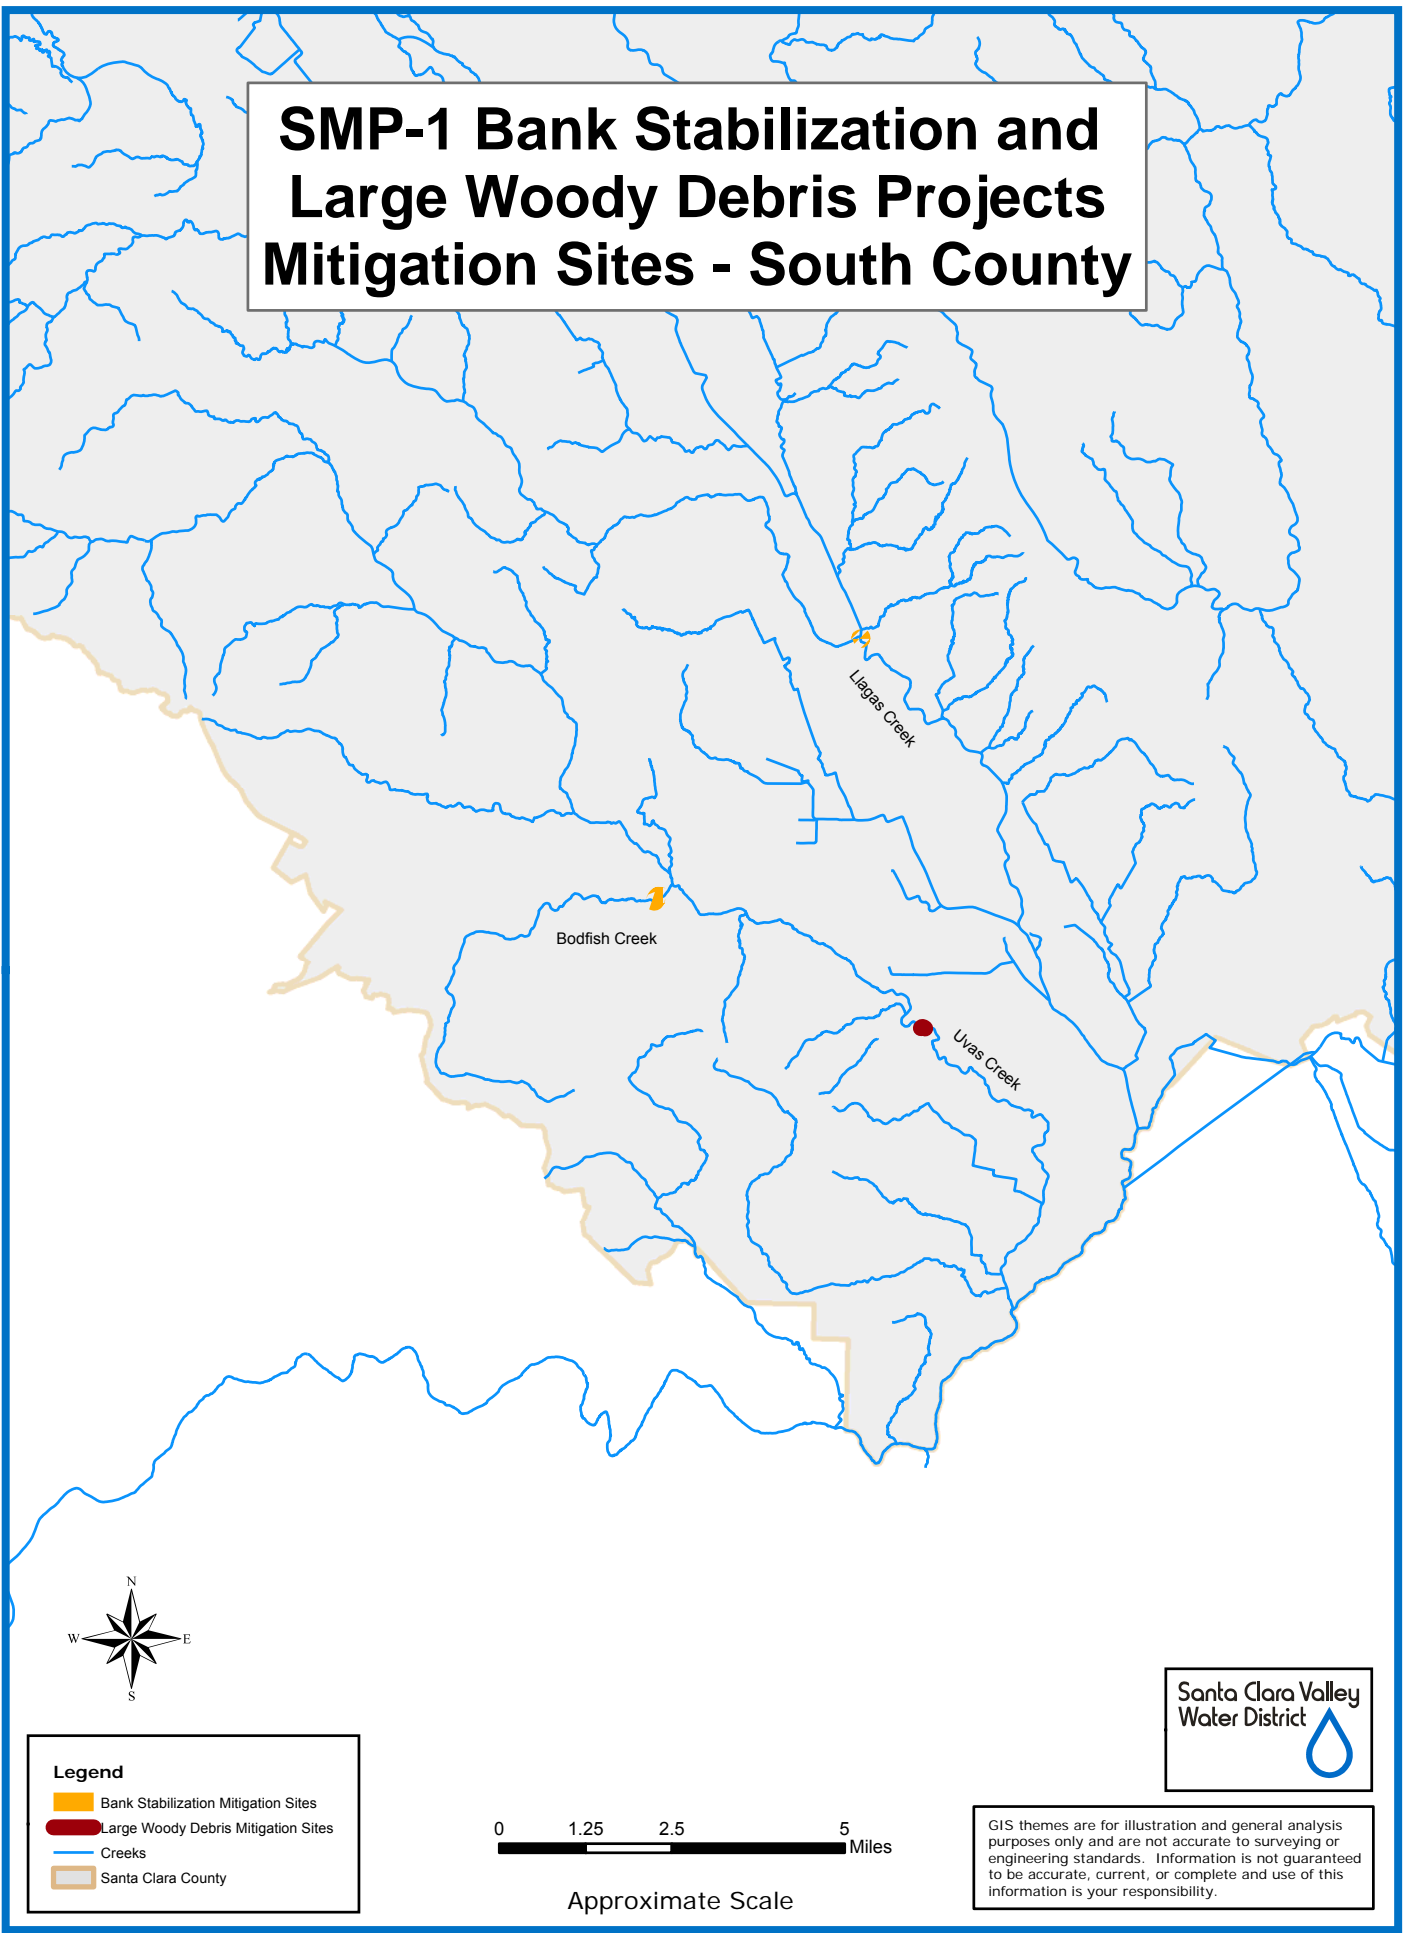 SMP-1 Bank Stabilization and
Large Woody Debris Projects
Mitigation Sites - South County
Llagas Creek
Bodfish Creek
Uvas Creek
N
W
E
S
Santa Clara Valley
Water District
Legend
Bank Stabilization Mitigation Sites
Large Woody Debris Mitigation Sites
Creeks
Santa Clara County
0 1.25 2.5 5
Miles
Approximate Scale
GIS themes are for illustration and general analysis
purposes only and are not accurate to surveying or
engineering standards. Information is not guaranteed
to be accurate, current, or complete and use of this
information is your responsibility.